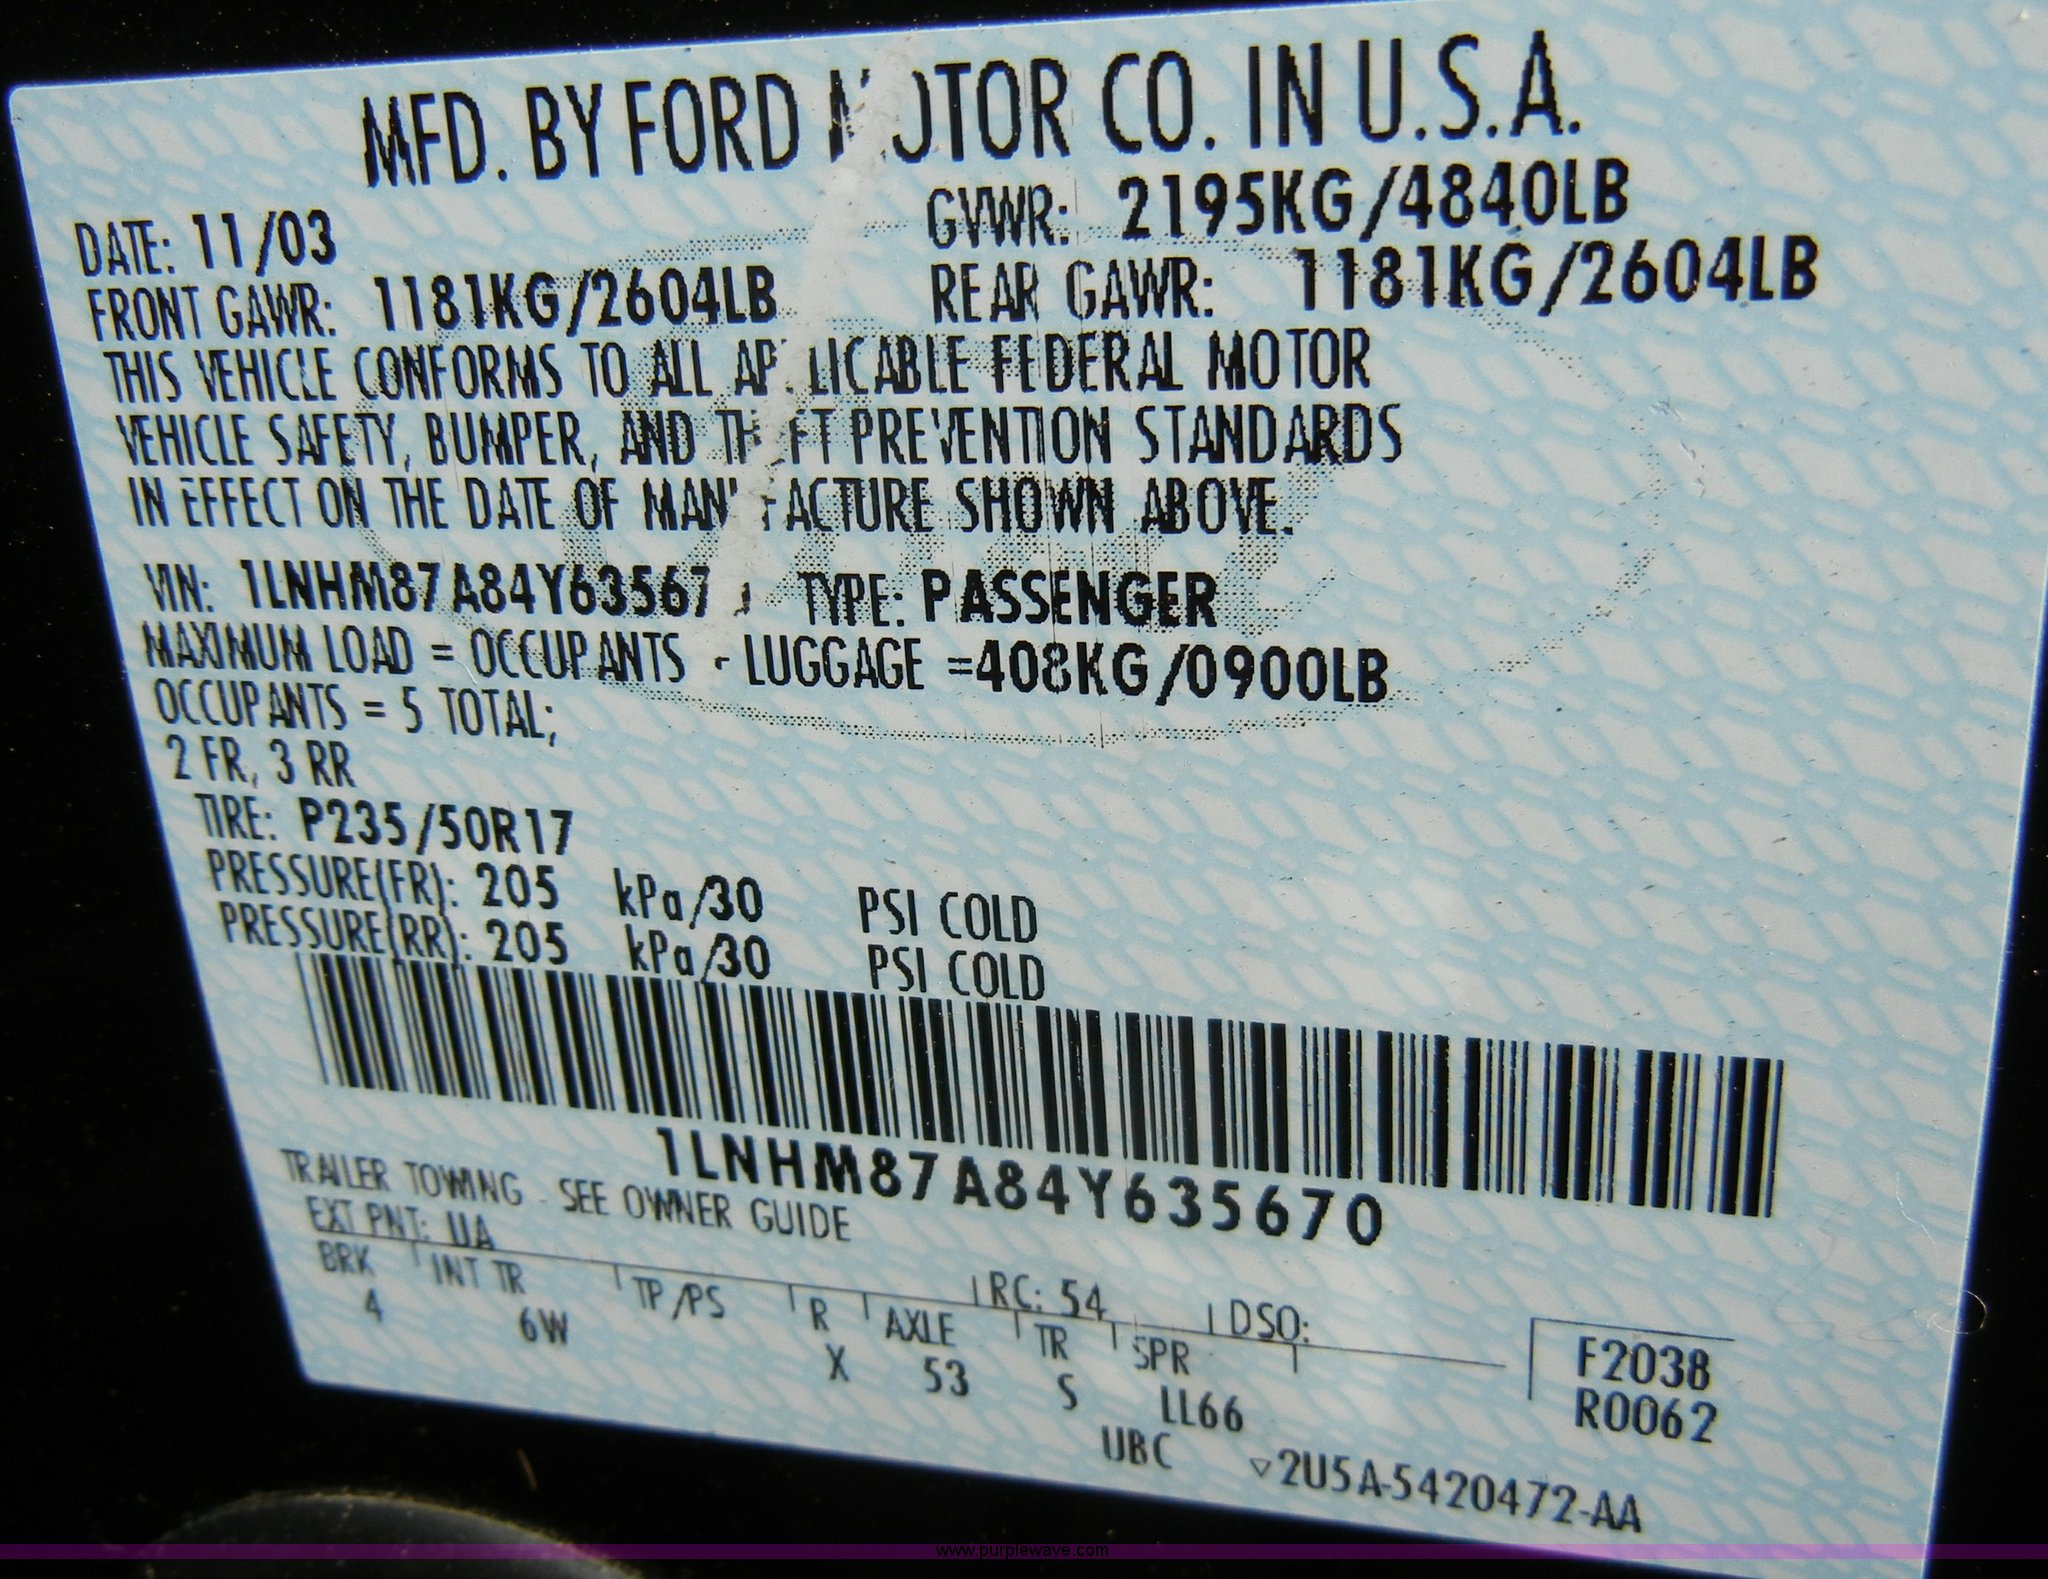 MFD. BY FORD MOTOR CO. IN U.S.A.
DATE: 11/03 GVWR: 2195KG/4840LB
FRONT GAWR: 1181KG/2604LB REAR GAWR: 1181KG/2604LB
THIS VEHICLE CONFORMS TO ALL APPLICABLE FEDERAL MOTOR
VEHICLE SAFETY, BUMPER, AND THEFT PREVENTION STANDARDS
IN EFFECT ON THE DATE OF MANUFACTURE SHOWN ABOVE.
VIN: 1LNHM87A84Y635670 TYPE: PASSENGER
MAXIMUM LOAD = OCCUPANTS + LUGGAGE =408KG/0900LB
OCCUPANTS = 5 TOTAL;
2 FR, 3 RR
TIRE: P235/50R17
PRESSURE(FR): 205 kPa/30 PSI COLD
PRESSURE(RR): 205 kPa/30 PSI COLD
1LNHM87A84Y635670
TRAILER TOWING - SEE OWNER GUIDE
EXT PNT: UA RC: 54 DSO:
BRK INT TR TP/PS R AXLE TR SPR
4 6W X 53 S LL66
F2038
R0062
UBC ▽2U5A-5420472-AA
www.purplewave.com